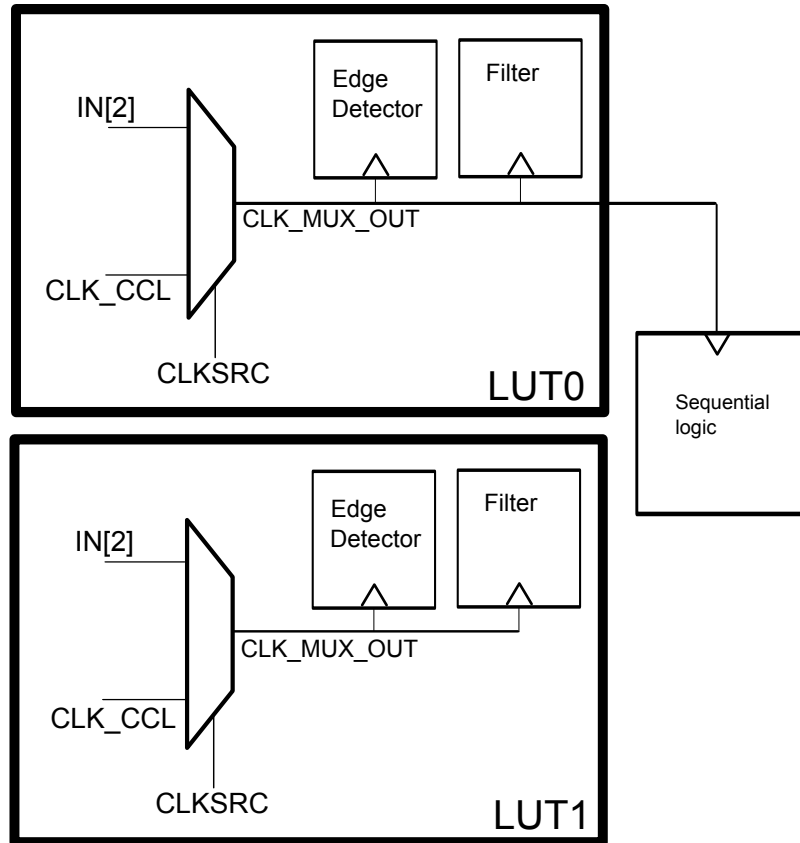 Edge
Detector
Filter
IN[2]
CLK_MUX_OUT
CLK_CCL
CLKSRC
LUT0
Sequential
logic
Edge
Detector
Filter
IN[2]
CLK_MUX_OUT
CLK_CCL
CLKSRC
LUT1